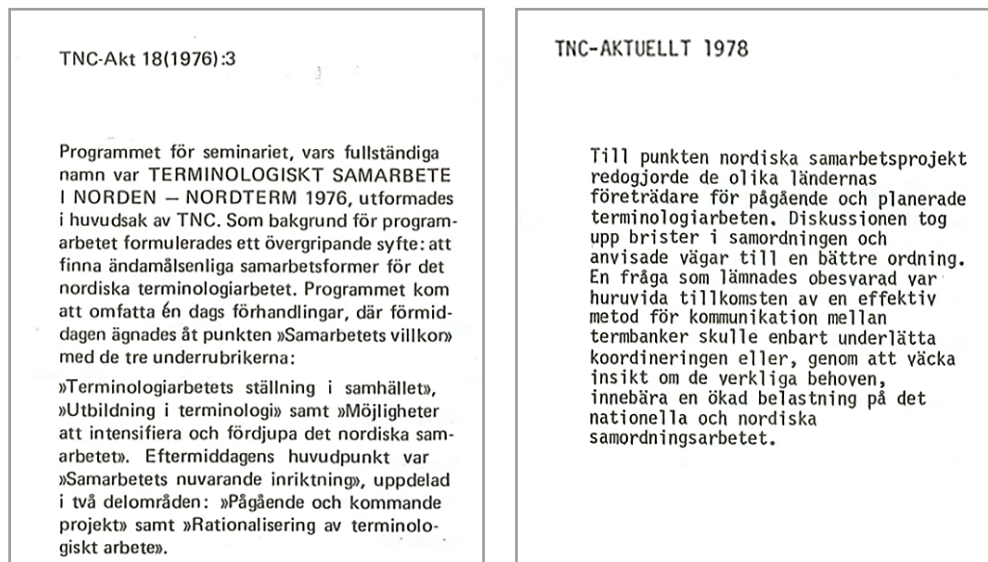 TNC-Akt 18(1976):3
Programmet för seminariet, vars fullständiga
namn var TERMINOLOGISKT SAMARBETE
I NORDEN – NORDTERM 1976, utformades
i huvudsak av TNC. Som bakgrund för program-
arbetet formulerades ett övergripande syfte: att
finna ändamålsenliga samarbetsformer för det
nordiska terminologiarbetet. Programmet kom
att omfatta én dags förhandlingar, där förmid-
dagen ägnades åt punkten »Samarbetets villkor»
med de tre underrubrikerna:
»Terminologiarbetets ställning i samhället»,
»Utbildning i terminologi» samt »Möjligheter
att intensifiera och fördjupa det nordiska sam-
arbetet». Eftermiddagens huvudpunkt var
»Samarbetets nuvarande inriktning», uppdelad
i två delområden: »Pågående och kommande
projekt» samt »Rationalisering av terminolo-
giskt arbete».
TNC-AKTUELLT 1978
Till punkten nordiska samarbetsprojekt
redogjorde de olika ländernas
företrädare för pågående och planerade
terminologiarbeten. Diskussionen tog
upp brister i samordningen och
anvisade vägar till en bättre ordning.
En fråga som lämnades obesvarad var
huruvida tillkomsten av en effektiv
metod för kommunikation mellan
termbanker skulle enbart underlätta
koordineringen eller, genom att väcka
insikt om de verkliga behoven,
innebära en ökad belastning på det
nationella och nordiska
samordningsarbetet.